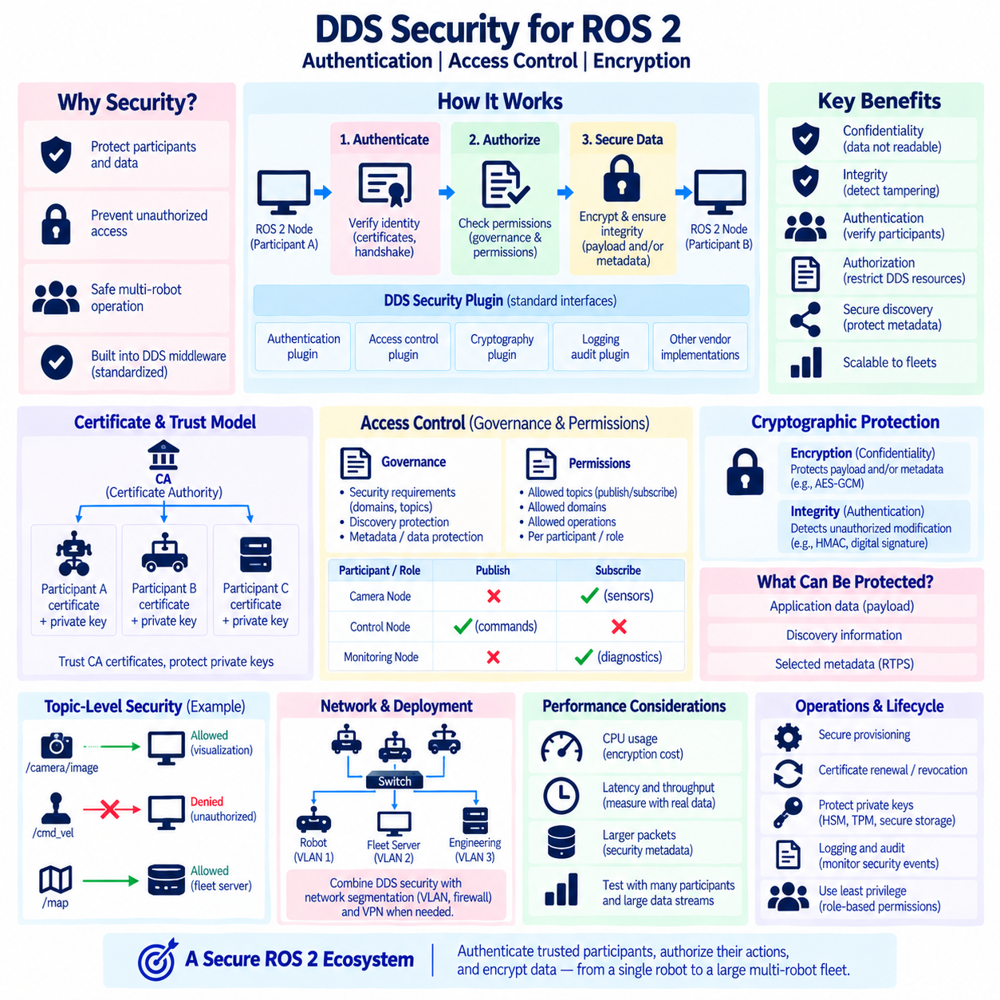 DDS Security for ROS 2
Authentication | Access Control | Encryption
Why Security?
Protect participants
and data
Prevent unauthorized
access
Safe multi-robot
operation
Built into DDS middleware
(standardized)
How It Works
1. Authenticate
Verify identity
(certificates,
handshake)
2. Authorize
Check permissions
(governance &
permissions)
3. Secure Data
Encrypt & ensure
integrity
(payload and/or
metadata)
ROS 2 Node
(Participant A)
ROS 2 Node
(Participant B)
DDS Security Plugin (standard interfaces)
Authentication
plugin
Access control
plugin
Cryptography
plugin
Logging
audit plugin
Other vendor
implementations
Key Benefits
Confidentiality
(data not readable)
Integrity
(detect tampering)
Authentication
(verify participants)
Authorization
(restrict DDS resources)
Secure discovery
(protect metadata)
Scalable to fleets
Certificate & Trust Model
CA
(Certificate Authority)
Participant A
certificate
+ private key
Participant B
certificate
+ private key
Participant C
certificate
+ private key
Trust CA certificates, protect private keys
Access Control (Governance & Permissions)
Governance
• Security requirements
(domains, topics)
• Discovery protection
• Metadata / data protection
Permissions
• Allowed topics (publish/subscribe)
• Allowed domains
• Allowed operations
• Per participant / role
Participant / Role Publish Subscribe
Camera Node (sensors)
Control Node (commands)
Monitoring Node (diagnostics)
Cryptographic Protection
Encryption (Confidentiality)
Protects payload and/or metadata
(e.g., AES-GCM)
Integrity (Authentication)
Detects unauthorized modification
(e.g., HMAC, digital signature)
What Can Be Protected?
Application data (payload)
Discovery information
Selected metadata (RTPS)
Topic-Level Security (Example)
/camera/image
Allowed
(visualization)
/cmd_vel
Denied
(unauthorized)
/map
Allowed
(fleet server)
Network & Deployment
Switch
Robot
(VLAN 1)
Fleet Server
(VLAN 2)
Engineering
(VLAN 3)
Combine DDS security with
network segmentation (VLAN, firewall)
and VPN when needed.
Performance Considerations
CPU usage
(encryption cost)
Latency and throughput
(measure with real data)
Larger packets
(security metadata)
Test with many participants
and large data streams
Operations & Lifecycle
Secure provisioning
Certificate renewal / revocation
Protect private keys
(HSM, TPM, secure storage)
Logging and audit
(monitor security events)
Use least privilege
(role-based permissions)
A Secure ROS 2 Ecosystem
Authenticate trusted participants, authorize their actions,
and encrypt data — from a single robot to a large multi-robot fleet.